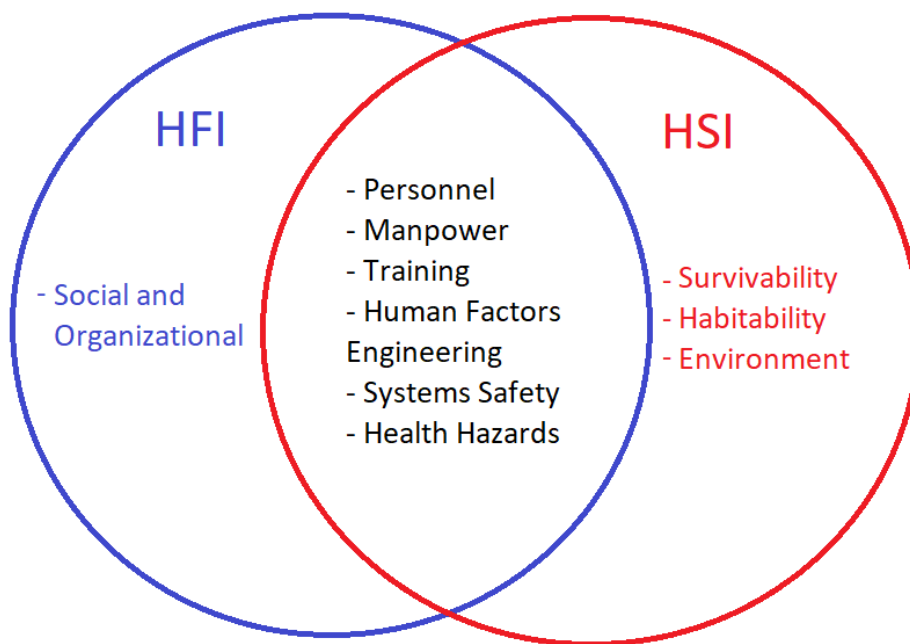 HFI
HSI
- Social and
Organizational
- Personnel
- Manpower
- Training
- Human Factors
Engineering
- Systems Safety
- Health Hazards
- Survivability
- Habitability
- Environment